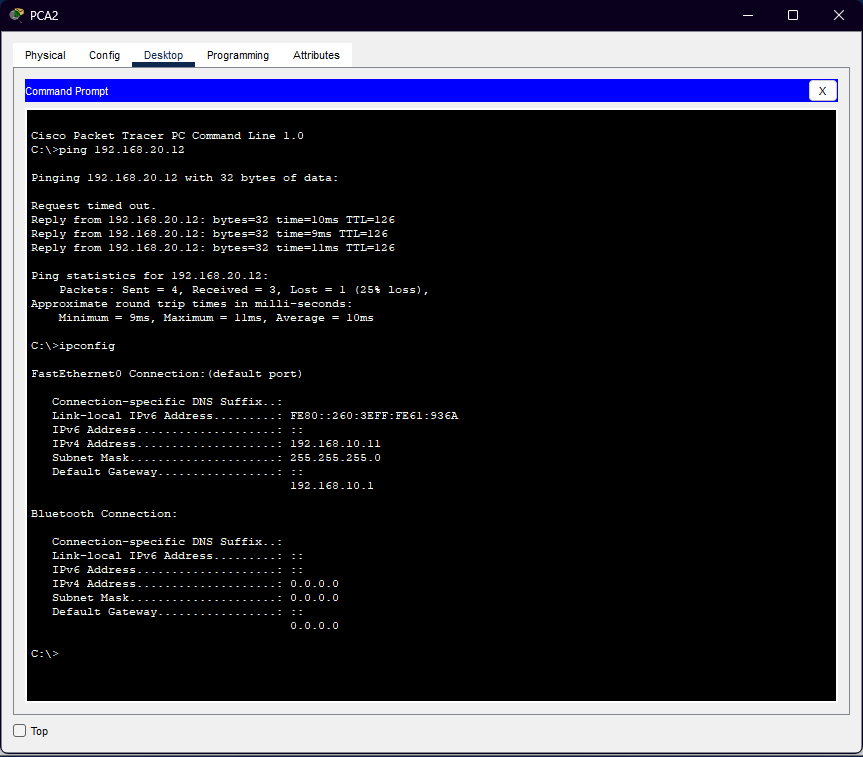 PCA2
Physical Config Desktop Programming Attributes
Command Prompt X
Cisco Packet Tracer PC Command Line 1.0
C:\>ping 192.168.20.12
Pinging 192.168.20.12 with 32 bytes of data:
Request timed out.
Reply from 192.168.20.12: bytes=32 time=10ms TTL=126
Reply from 192.168.20.12: bytes=32 time=9ms TTL=126
Reply from 192.168.20.12: bytes=32 time=11ms TTL=126
Ping statistics for 192.168.20.12:
    Packets: Sent = 4, Received = 3, Lost = 1 (25% loss),
Approximate round trip times in milli-seconds:
    Minimum = 9ms, Maximum = 11ms, Average = 10ms
C:\>ipconfig
FastEthernet0 Connection:(default port)
   Connection-specific DNS Suffix..:
   Link-local IPv6 Address.........: FE80::260:3EFF:FE61:936A
   IPv6 Address....................: ::
   IPv4 Address....................: 192.168.10.11
   Subnet Mask.....................: 255.255.255.0
   Default Gateway.................: ::
                                     192.168.10.1
Bluetooth Connection:
   Connection-specific DNS Suffix..:
   Link-local IPv6 Address.........: ::
   IPv6 Address....................: ::
   IPv4 Address....................: 0.0.0.0
   Subnet Mask.....................: 0.0.0.0
   Default Gateway.................: ::
                                     0.0.0.0
C:\>
Top